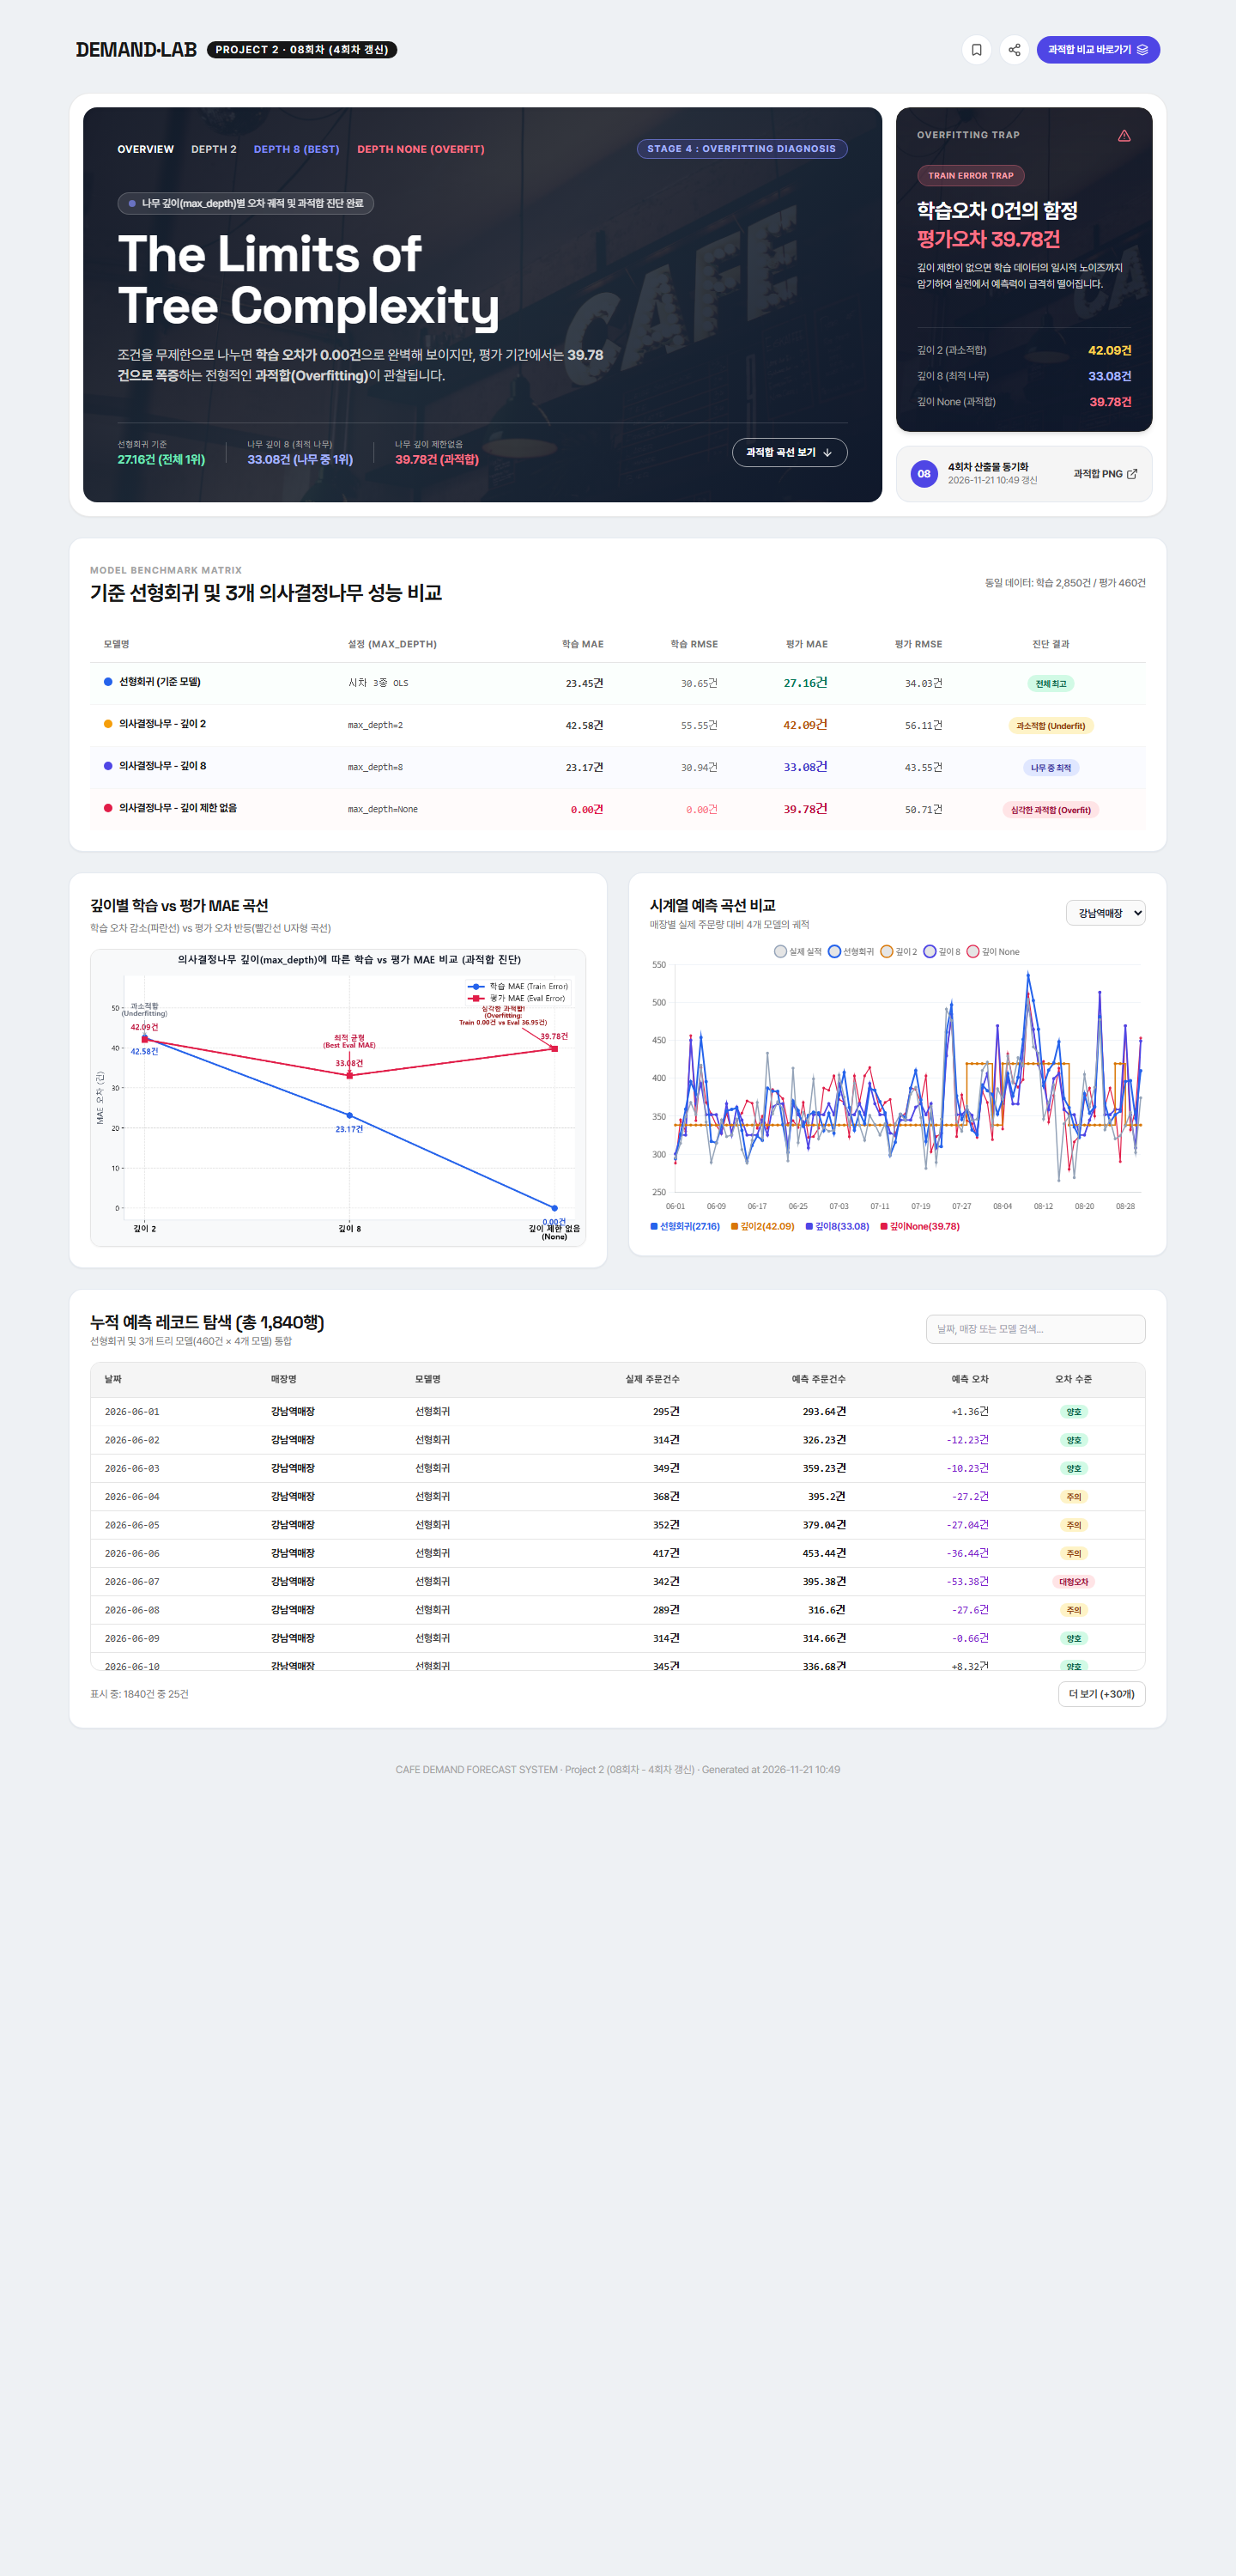 DEMAND·LAB
PROJECT 2 · 08회차 (4회차 갱신)
과적합 비교 바로가기
OVERVIEW
DEPTH 2
DEPTH 8 (BEST)
DEPTH NONE (OVERFIT)
STAGE 4 : OVERFITTING DIAGNOSIS
나무 깊이(max_depth)별 오차 궤적 및 과적합 진단 완료
The Limits of
Tree Complexity
조건을 무제한으로 나누면 학습 오차가 0.00건으로 완벽해 보이지만, 평가 기간에서는 39.78
건으로 폭증하는 전형적인 과적합(Overfitting)이 관찰됩니다.
선형회귀 기준
27.16건 (전체 1위)
나무 깊이 8 (최적 나무)
33.08건 (나무 중 1위)
나무 깊이 제한없음
39.78건 (과적합)
과적합 곡선 보기
CAFE
OVERFITTING TRAP
TRAIN ERROR TRAP
학습오차 0건의 함정
평가오차 39.78건
깊이 제한이 없으면 학습 데이터의 일시적 노이즈까지
암기하여 실전에서 예측력이 급격히 떨어집니다.
깊이 2 (과소적합)
42.09건
깊이 8 (최적 나무)
33.08건
깊이 None (과적합)
39.78건
08
4회차 산출물 동기화
2026-11-21 10:49 갱신
과적합 PNG
MODEL BENCHMARK MATRIX
기준 선형회귀 및 3개 의사결정나무 성능 비교
동일 데이터: 학습 2,850건 / 평가 460건
모델명 설정 (MAX_DEPTH) 학습 MAE 학습 RMSE 평가 MAE 평가 RMSE 진단 결과
선형회귀 (기준 모델) 시차 3종 OLS 23.45건 30.65건 27.16건 34.03건 전체 최고
의사결정나무 - 깊이 2 max_depth=2 42.58건 55.55건 42.09건 56.11건 과소적합 (Underfit)
의사결정나무 - 깊이 8 max_depth=8 23.17건 30.94건 33.08건 43.55건 나무 중 최적
의사결정나무 - 깊이 제한 없음 max_depth=None 0.00건 0.00건 39.78건 50.71건 심각한 과적합 (Overfit)
깊이별 학습 vs 평가 MAE 곡선
학습 오차 감소(파란선) vs 평가 오차 반등(빨간선 U자형 곡선)
의사결정나무 깊이(max_depth)에 따른 학습 vs 평가 MAE 비교 (과적합 진단)
학습 MAE (Train Error)
평가 MAE (Eval Error)
심각한 과적합!
(Overfitting:
Train 0.00건 vs Eval 36.95건)
과소적합
(Underfitting)
42.09건
42.58건
최적 균형
(Best Eval MAE)
33.08건
23.17건
39.78건
0.00건
MAE 오차 (건)
50
40
30
20
10
0
깊이 2
깊이 8
깊이 제한 없음
(None)
시계열 예측 곡선 비교
매장별 실제 주문량 대비 4개 모델의 궤적
강남역매장
실제 실적 선형회귀 깊이 2 깊이 8 깊이 None
550
500
450
400
350
300
250
06-01 06-09 06-17 06-25 07-03 07-11 07-19 07-27 08-04 08-12 08-20 08-28
선형회귀(27.16) 깊이2(42.09) 깊이8(33.08) 깊이None(39.78)
누적 예측 레코드 탐색 (총 1,840행)
선형회귀 및 3개 트리 모델(460건 × 4개 모델) 통합
날짜, 매장 또는 모델 검색...
날짜 매장명 모델명 실제 주문건수 예측 주문건수 예측 오차 오차 수준
2026-06-01 강남역매장 선형회귀 295건 293.64건 +1.36건 양호
2026-06-02 강남역매장 선형회귀 314건 326.23건 -12.23건 양호
2026-06-03 강남역매장 선형회귀 349건 359.23건 -10.23건 양호
2026-06-04 강남역매장 선형회귀 368건 395.2건 -27.2건 주의
2026-06-05 강남역매장 선형회귀 352건 379.04건 -27.04건 주의
2026-06-06 강남역매장 선형회귀 417건 453.44건 -36.44건 주의
2026-06-07 강남역매장 선형회귀 342건 395.38건 -53.38건 대형오차
2026-06-08 강남역매장 선형회귀 289건 316.6건 -27.6건 주의
2026-06-09 강남역매장 선형회귀 314건 314.66건 -0.66건 양호
2026-06-10 강남역매장 선형회귀 345건 336.68건 +8.32건 양호
표시 중: 1840건 중 25건
더 보기 (+30개)
CAFE DEMAND FORECAST SYSTEM · Project 2 (08회차 - 4회차 갱신) · Generated at 2026-11-21 10:49